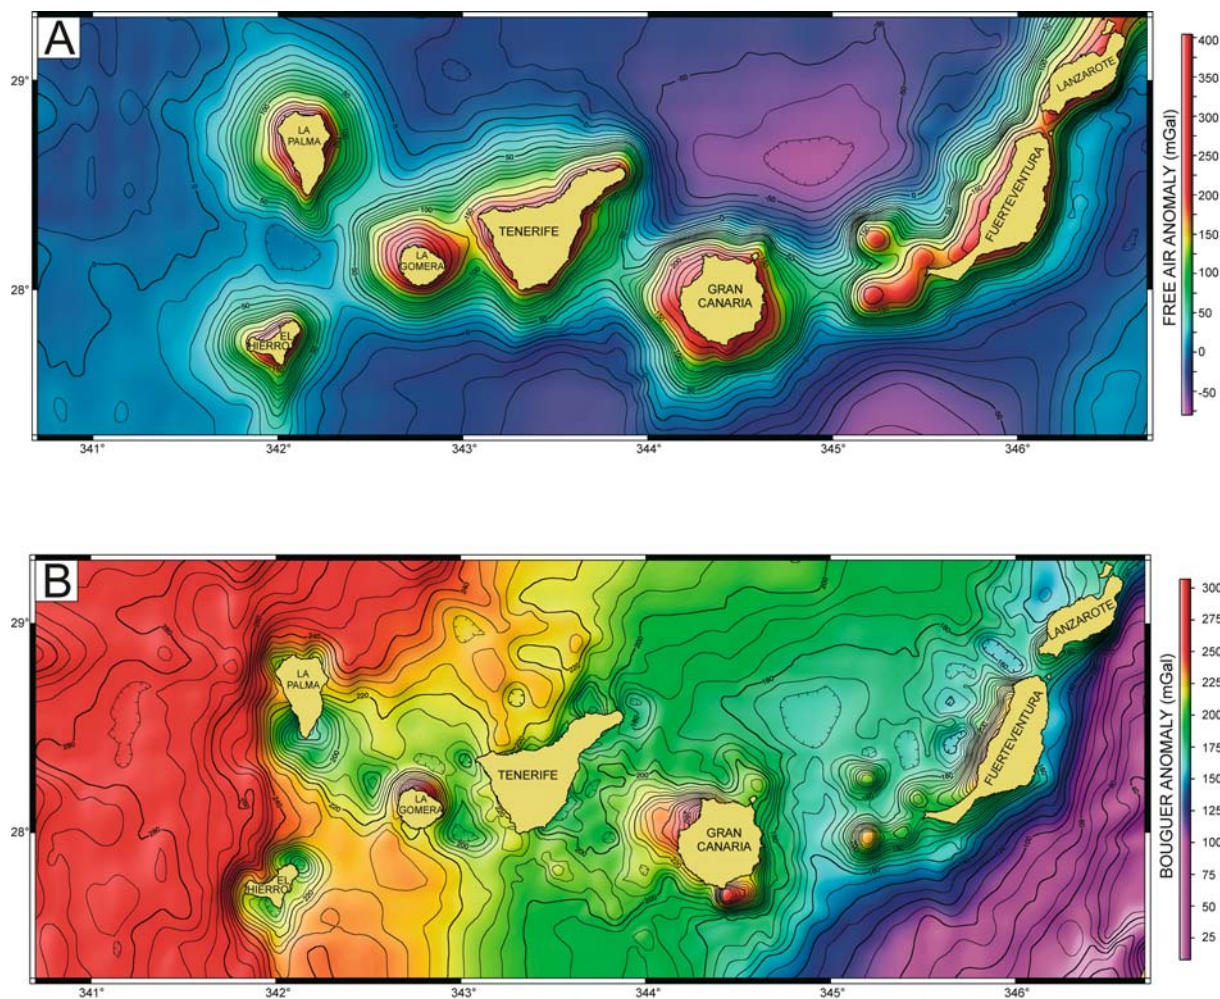 A
29°
28°
LA
PALMA
LA
GOMERA
EL
HIERRO
TENERIFE
GRAN
CANARIA
FUERTEVENTURA
LANZAROTE
341°
342°
343°
344°
345°
346°
400
350
300
250
200
150
100
50
0
-50
FREE AIR ANOMALY (mGal)
B
29°
28°
LA
PALMA
LA
GOMERA
EL
HIERRO
TENERIFE
GRAN
CANARIA
FUERTEVENTURA
LANZAROTE
341°
342°
343°
344°
345°
346°
300
275
250
225
200
175
150
125
100
75
50
25
BOUGUER ANOMALY (mGal)